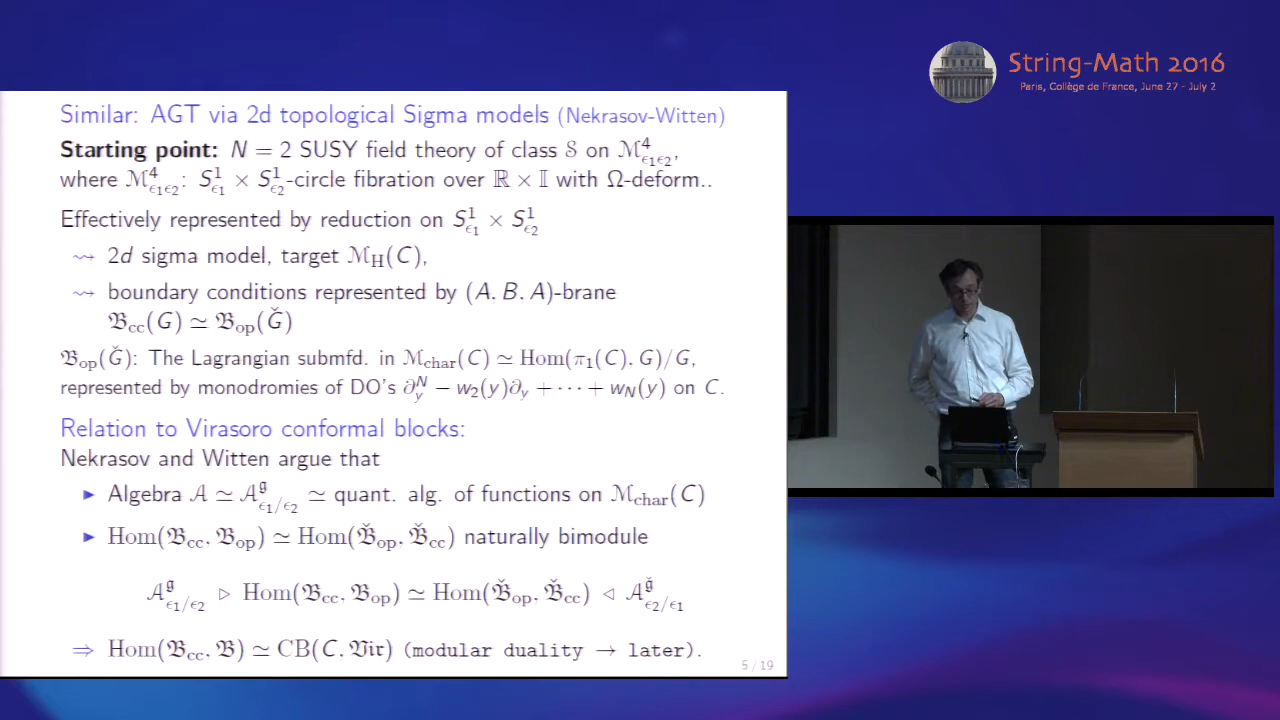 String-Math 2016
Paris, Collège de France, June 27 - July 2
Similar: AGT via 2d topological Sigma models (Nekrasov-Witten)
Starting point: N = 2 SUSY field theory of class 𝒮 on ℳ⁴_{ϵ₁ϵ₂},
where ℳ⁴_{ϵ₁ϵ₂}: S¹_{ϵ₁} × S¹_{ϵ₂}-circle fibration over ℝ × 𝕀 with Ω-deform..
Effectively represented by reduction on S¹_{ϵ₁} × S¹_{ϵ₂}
⇝ 2d sigma model, target ℳ_H(C),
⇝ boundary conditions represented by (A, B, A)-brane
𝔅_cc(G) ≃ 𝔅_op(Ǧ)
𝔅_op(Ǧ): The Lagrangian submfd. in ℳ_char(C) ≃ Hom(π₁(C), G)/G,
represented by monodromies of DO's ∂_y^N − w₂(y)∂_y + ⋯ + w_N(y) on C.
Relation to Virasoro conformal blocks:
Nekrasov and Witten argue that
▶ Algebra 𝒜 ≃ 𝒜^𝔤_{ϵ₁/ϵ₂} ≃ quant. alg. of functions on ℳ_char(C)
▶ Hom(𝔅_cc, 𝔅_op) ≃ Hom(𝔅̌_op, 𝔅̌_cc) naturally bimodule
𝒜^𝔤_{ϵ₁/ϵ₂} ▷ Hom(𝔅_cc, 𝔅_op) ≃ Hom(𝔅̌_op, 𝔅̌_cc) ◁ 𝒜^𝔤̌_{ϵ₂/ϵ₁}
⇒ Hom(𝔅_cc, 𝔅) ≃ CB(C, 𝔙ir) (modular duality → later).
5 / 19